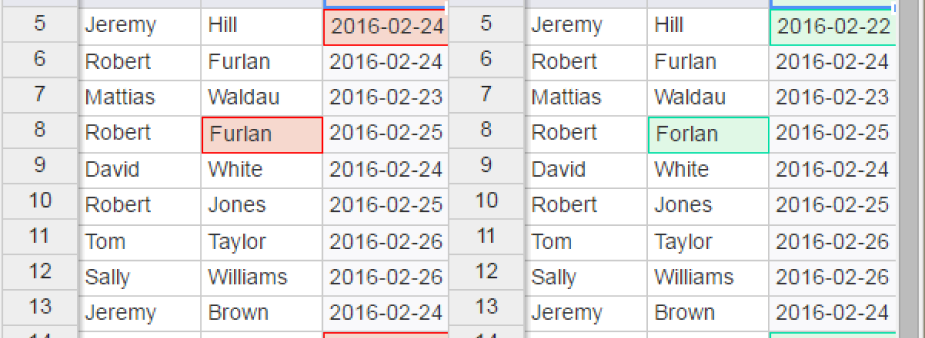 5 Jeremy Hill 2016-02-24 5 Jeremy Hill 2016-02-22
6 Robert Furlan 2016-02-24 6 Robert Furlan 2016-02-24
7 Mattias Waldau 2016-02-23 7 Mattias Waldau 2016-02-23
8 Robert Furlan 2016-02-25 8 Robert Forlan 2016-02-25
9 David White 2016-02-24 9 David White 2016-02-24
10 Robert Jones 2016-02-25 10 Robert Jones 2016-02-25
11 Tom Taylor 2016-02-26 11 Tom Taylor 2016-02-26
12 Sally Williams 2016-02-26 12 Sally Williams 2016-02-26
13 Jeremy Brown 2016-02-24 13 Jeremy Brown 2016-02-24